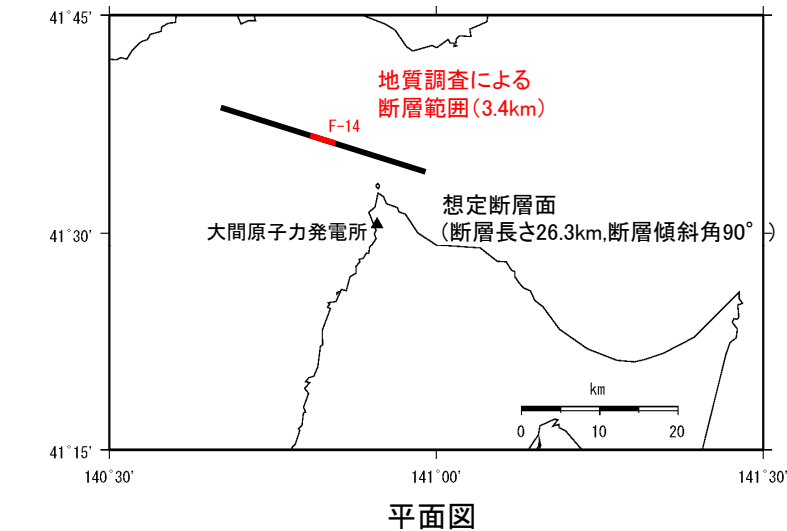 41°45'
地質調査による
断層範囲(3.4km)
F-14
想定断層面
(断層長さ26.3km,断層傾斜角90°)
大間原子力発電所
41°30'
km
0 10 20
41°15'
140°30' 141°00' 141°30'
平面図